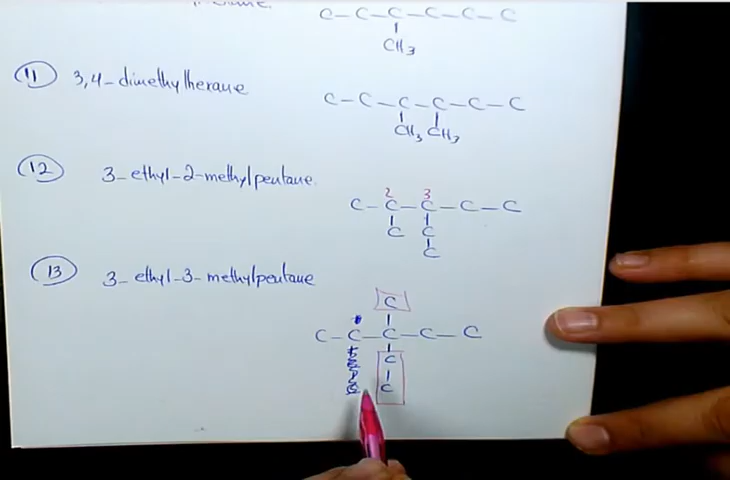 C – C – C – C – C – C
CH3
11 3,4-dimethylhexane
C – C – C – C – C – C
CH3 CH3
12 3-ethyl-2-methylpentane
2 3
C – C – C – C – C
C C
C
13 3-ethyl-3-methylpentane
C
C – C – C – C – C
C
C